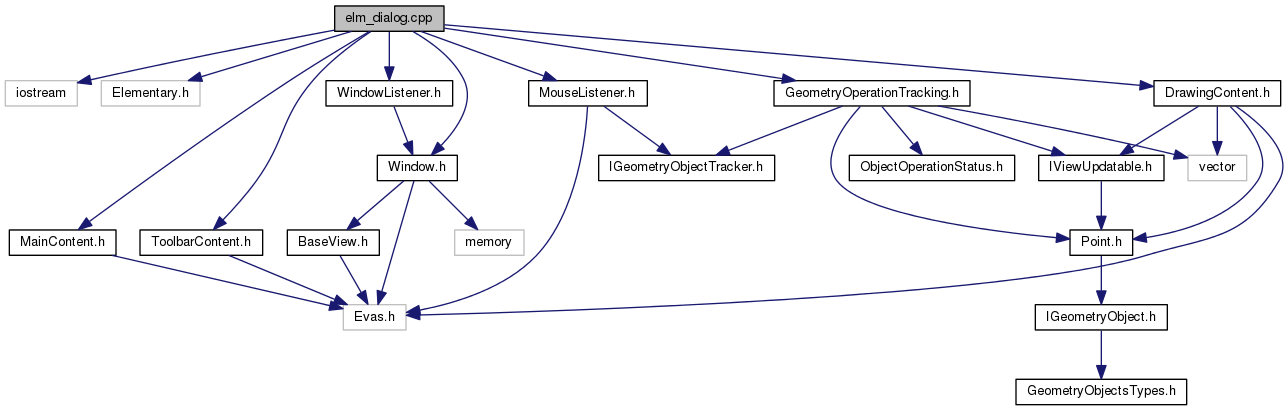 elm_dialog.cpp
iostream
Elementary.h
WindowListener.h
MouseListener.h
GeometryOperationTracking.h
DrawingContent.h
Window.h
IGeometryObjectTracker.h
ObjectOperationStatus.h
IViewUpdatable.h
vector
MainContent.h
ToolbarContent.h
BaseView.h
memory
Point.h
Evas.h
IGeometryObject.h
GeometryObjectsTypes.h